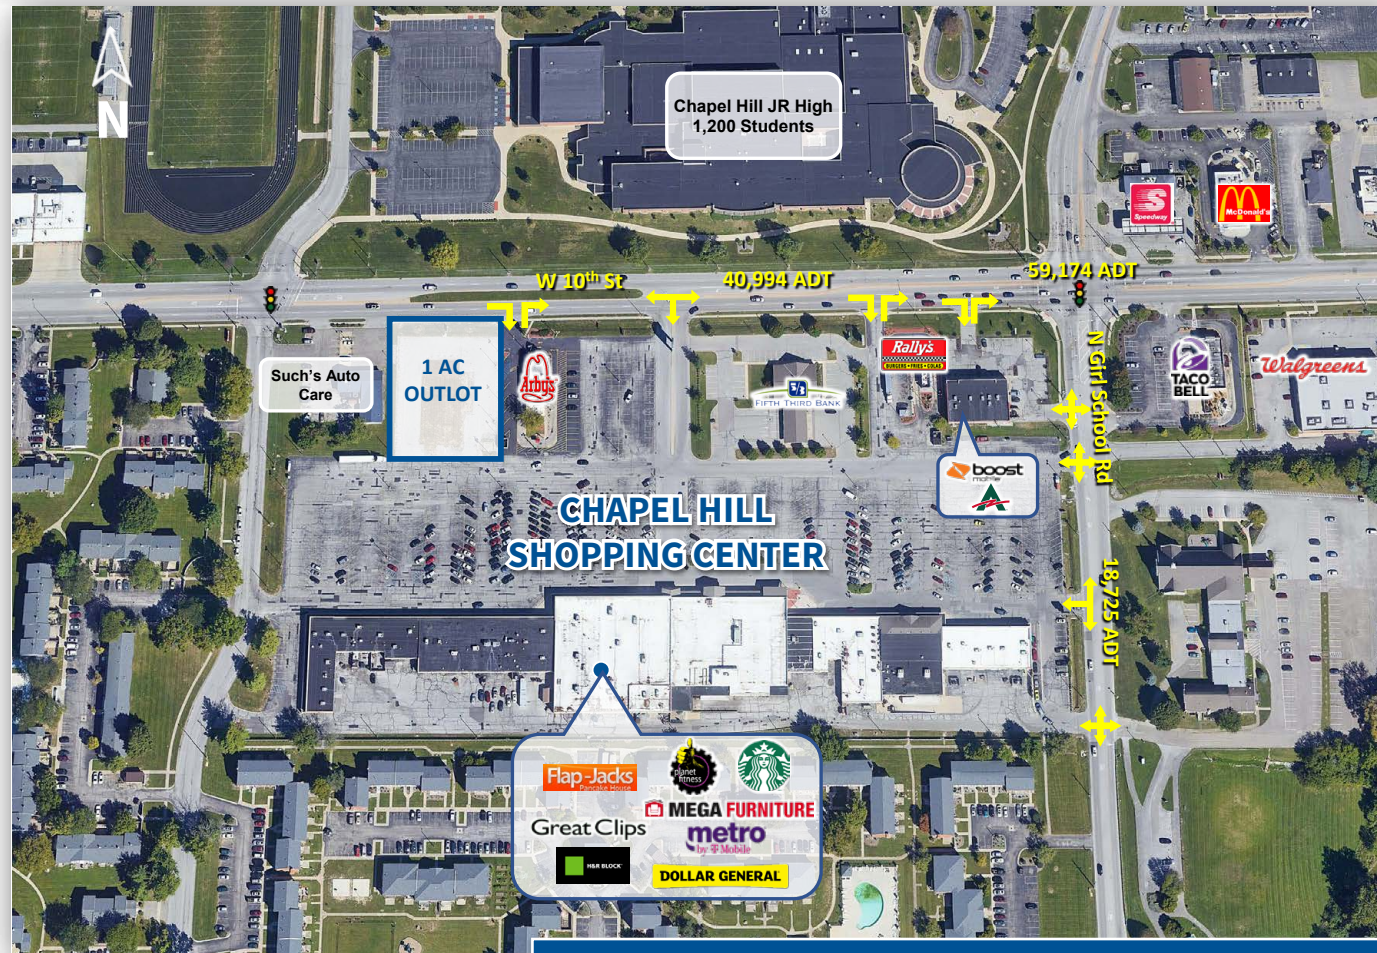 N
Chapel Hill JR High
1,200 Students
Speedway
McDonald's
W 10th St
40,994 ADT
59,174 ADT
Such's Auto
Care
1 AC
OUTLOT
Arby's
FIFTH THIRD BANK
Rally's
BURGERS • FRIES • COLAS
N Girl School Rd
TACO
BELL
Walgreens
boost
mobile
CHAPEL HILL
SHOPPING CENTER
18,725 ADT
Flap-Jacks
Pancake House
planet
fitness
MEGA FURNITURE
Great Clips
metro
by T Mobile
H&R BLOCK
DOLLAR GENERAL